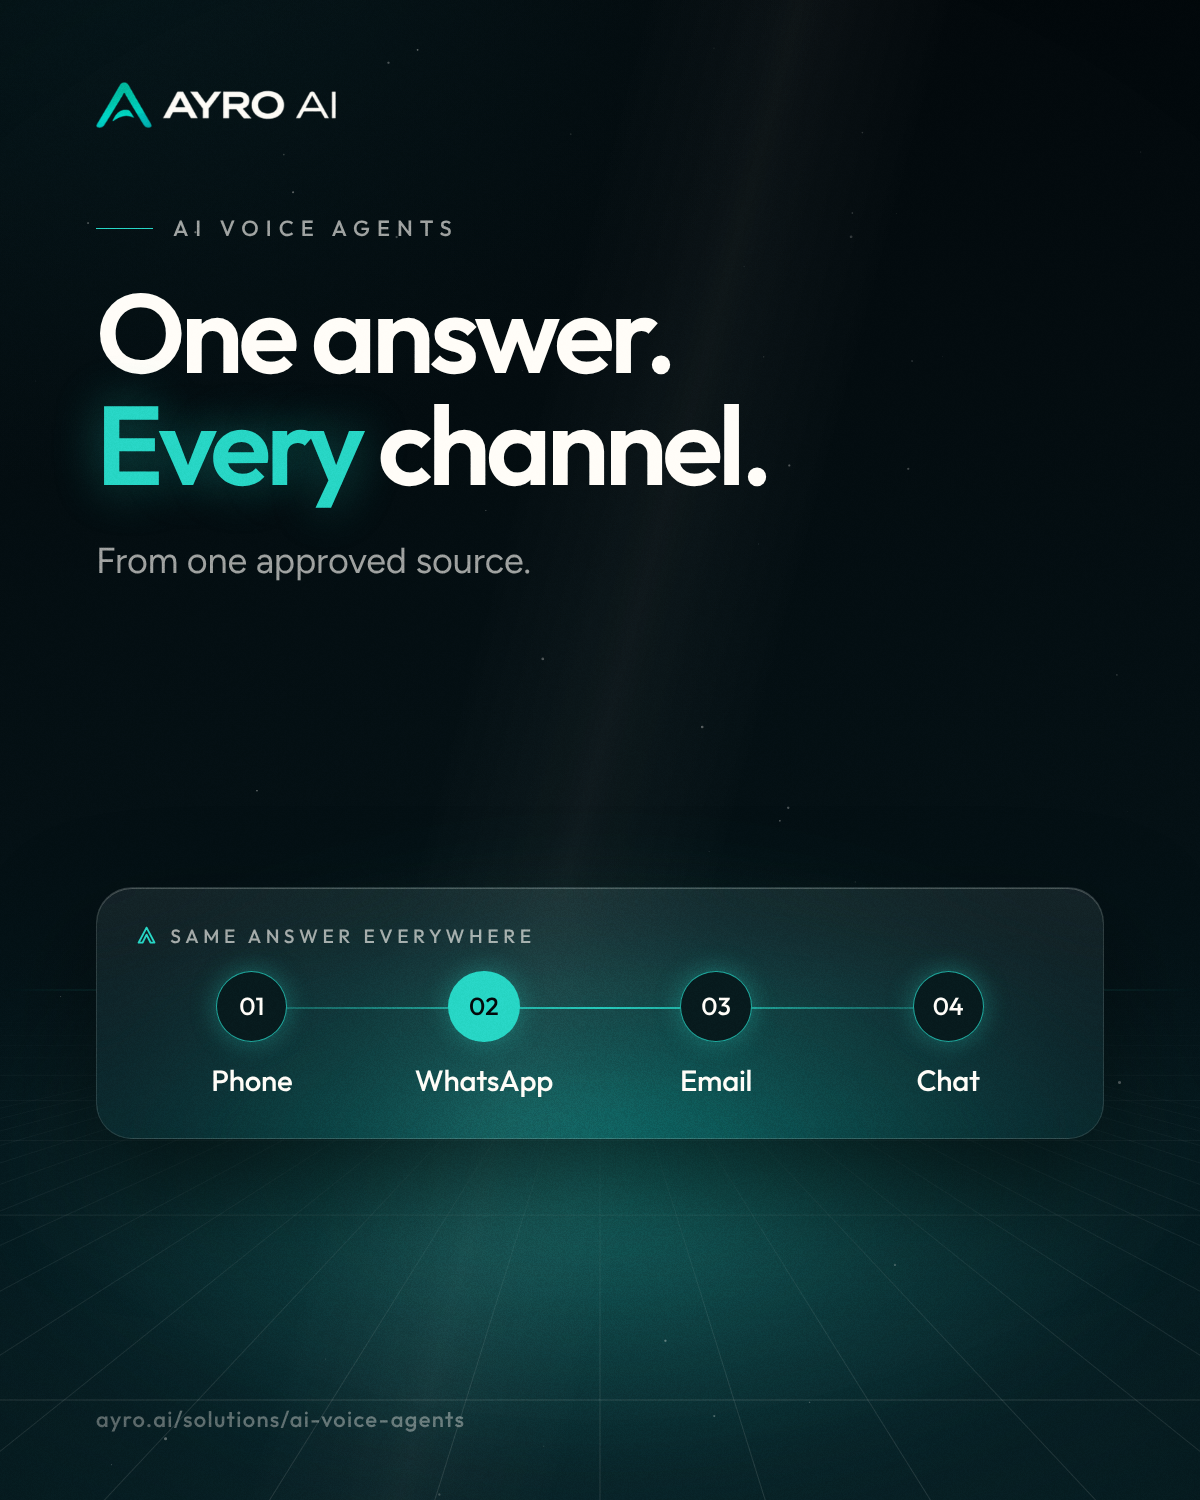 AYRO AI
AI VOICE AGENTS
One answer.
Every channel.
From one approved source.
SAME ANSWER EVERYWHERE
01 02 03 04
Phone WhatsApp Email Chat
ayro.ai/solutions/ai-voice-agents